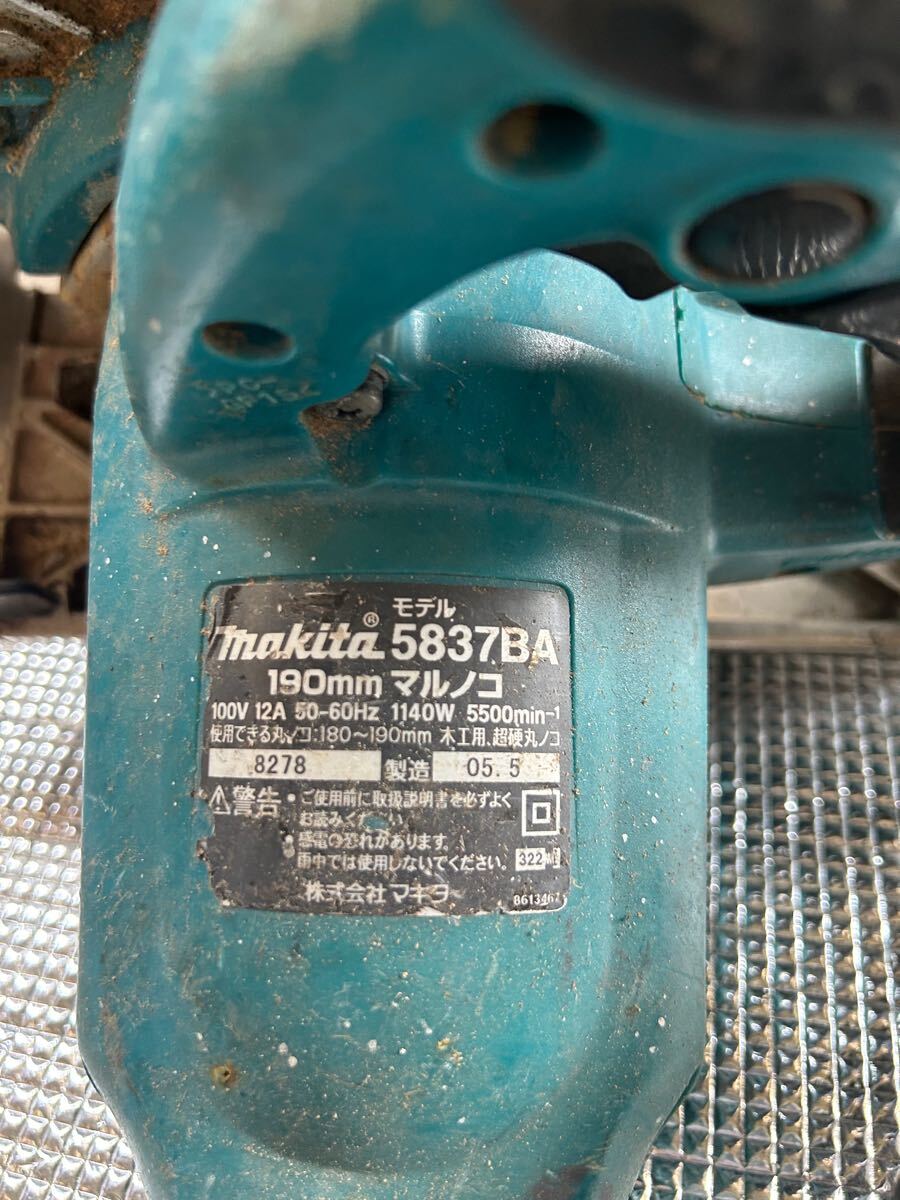 モデル
makita® 5837BA
190mm マルノコ
100V 12A 50-60Hz 1140W 5500min⁻¹
使用できる丸ノコ:180~190mm 木工用、超硬丸ノコ
8278 製造 05.5
⚠警告 • ご使用前に取扱説明書を必ずよく
お読みください
感電の恐れがあります。
雨中では使用しないでください。 322
株式会社 マキタ